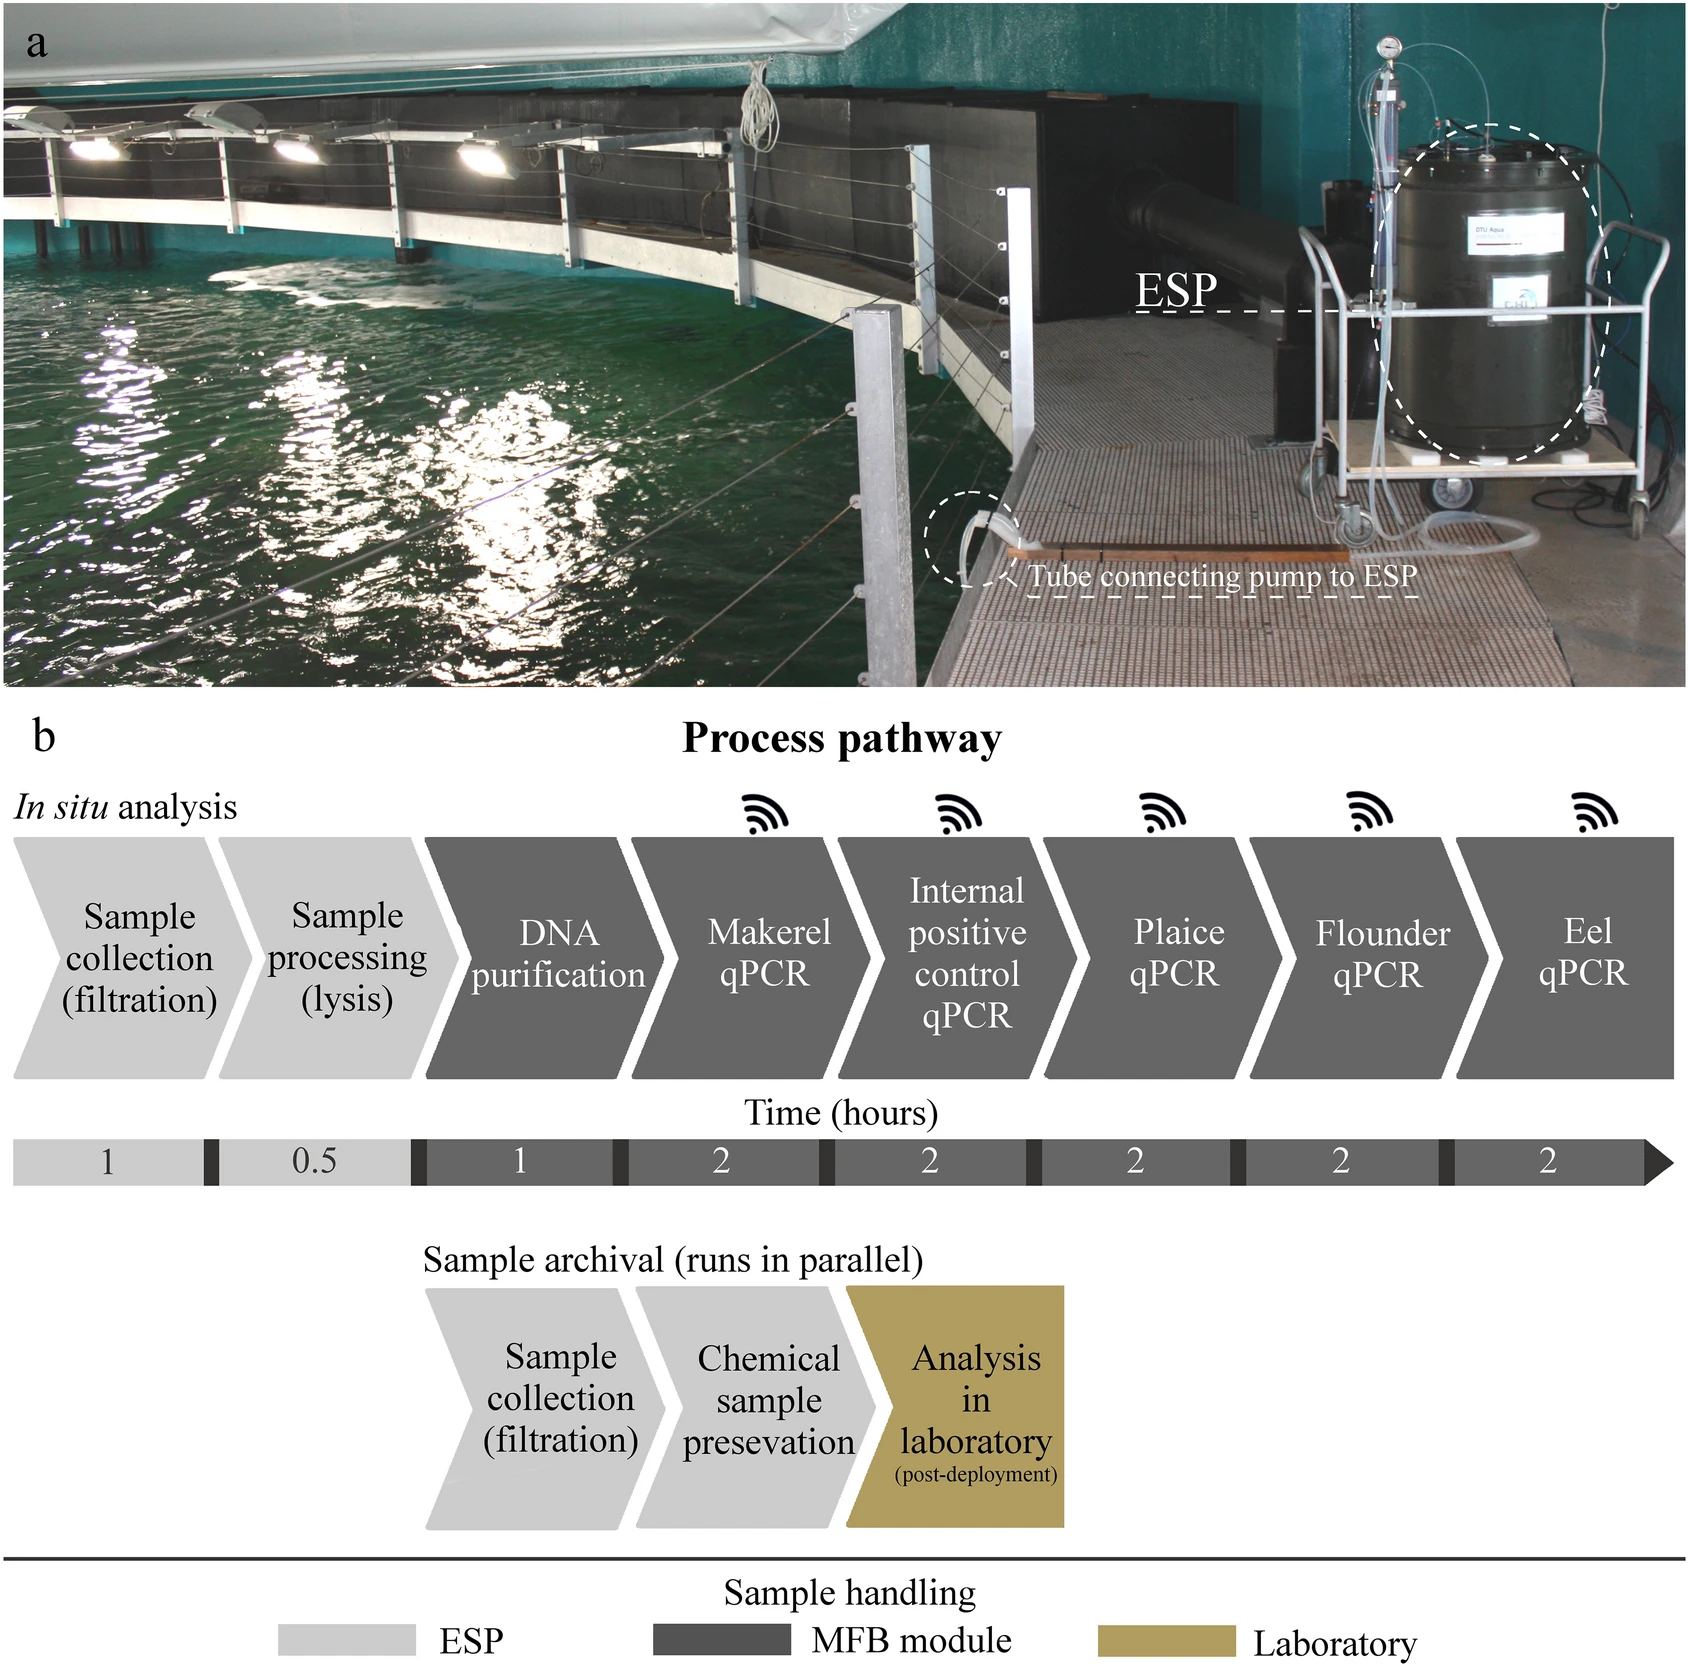 a
DTU Aqua
ESP
Tube connecting pump to ESP
b
Process pathway
In situ analysis
Sample
collection
(filtration)
Sample
processing
(lysis)
DNA
purification
Makerel
qPCR
Internal
positive
control
qPCR
Plaice
qPCR
Flounder
qPCR
Eel
qPCR
Time (hours)
1
0.5
1
2
2
2
2
2
Sample archival (runs in parallel)
Sample
collection
(filtration)
Chemical
sample
presevation
Analysis
in
laboratory
(post-deployment)
Sample handling
ESP
MFB module
Laboratory